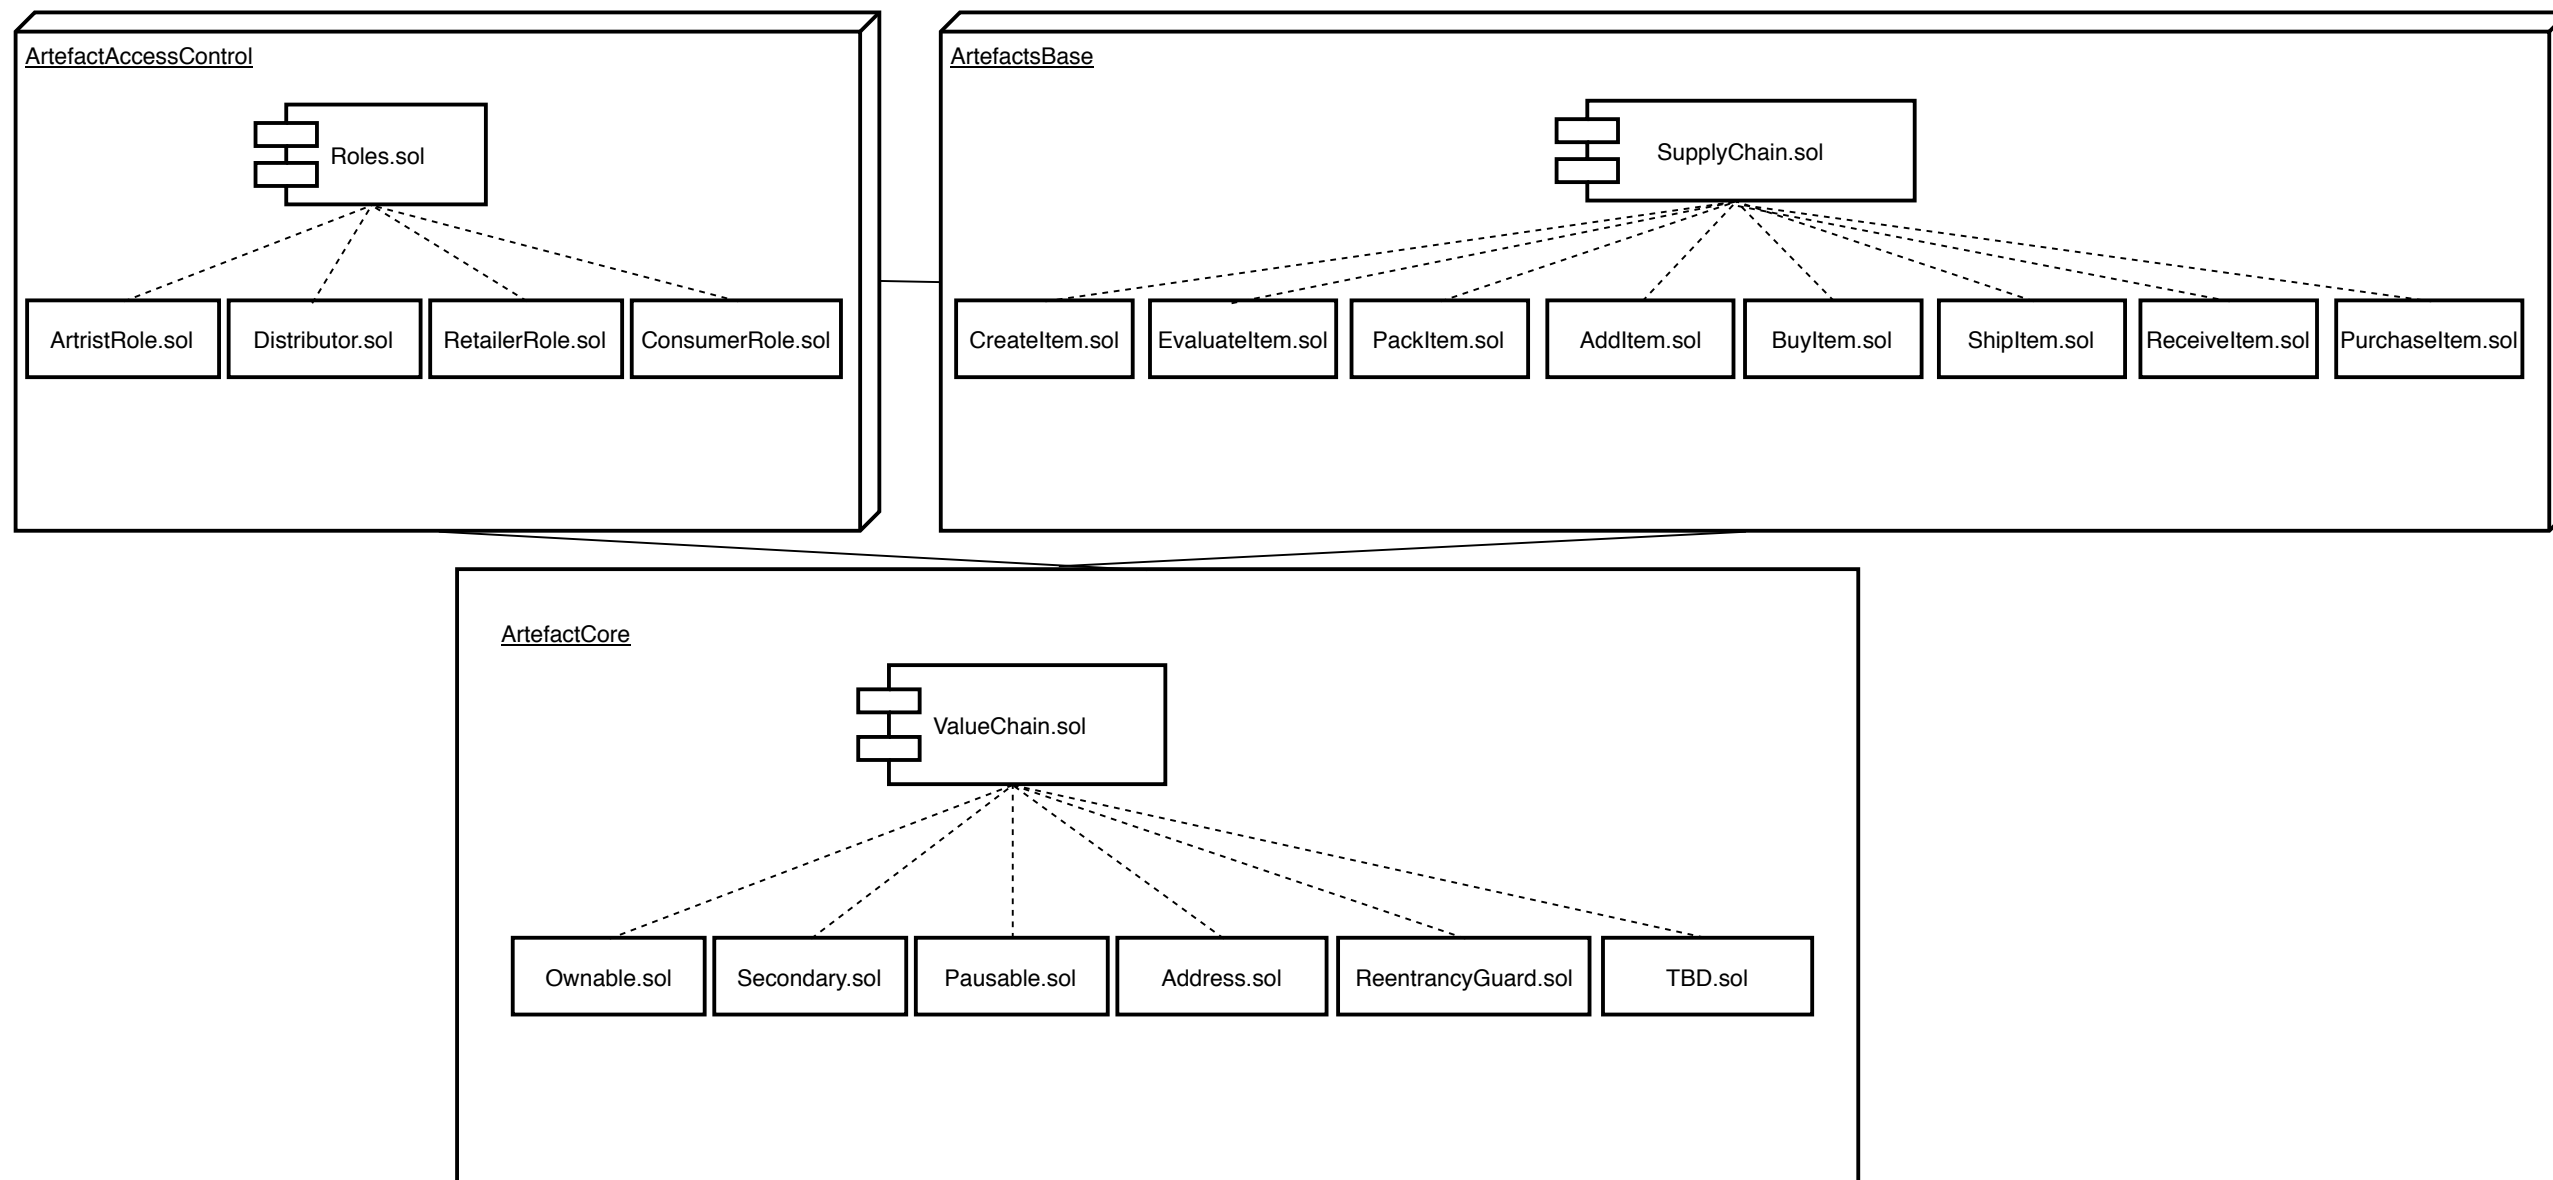 ArtefactAccessControl
Roles.sol
ArtristRole.sol
Distributor.sol
RetailerRole.sol
ConsumerRole.sol
ArtefactsBase
SupplyChain.sol
CreateItem.sol
EvaluateItem.sol
PackItem.sol
AddItem.sol
BuyItem.sol
ShipItem.sol
ReceiveItem.sol
PurchaseItem.sol
ArtefactCore
ValueChain.sol
Ownable.sol
Secondary.sol
Pausable.sol
Address.sol
ReentrancyGuard.sol
TBD.sol